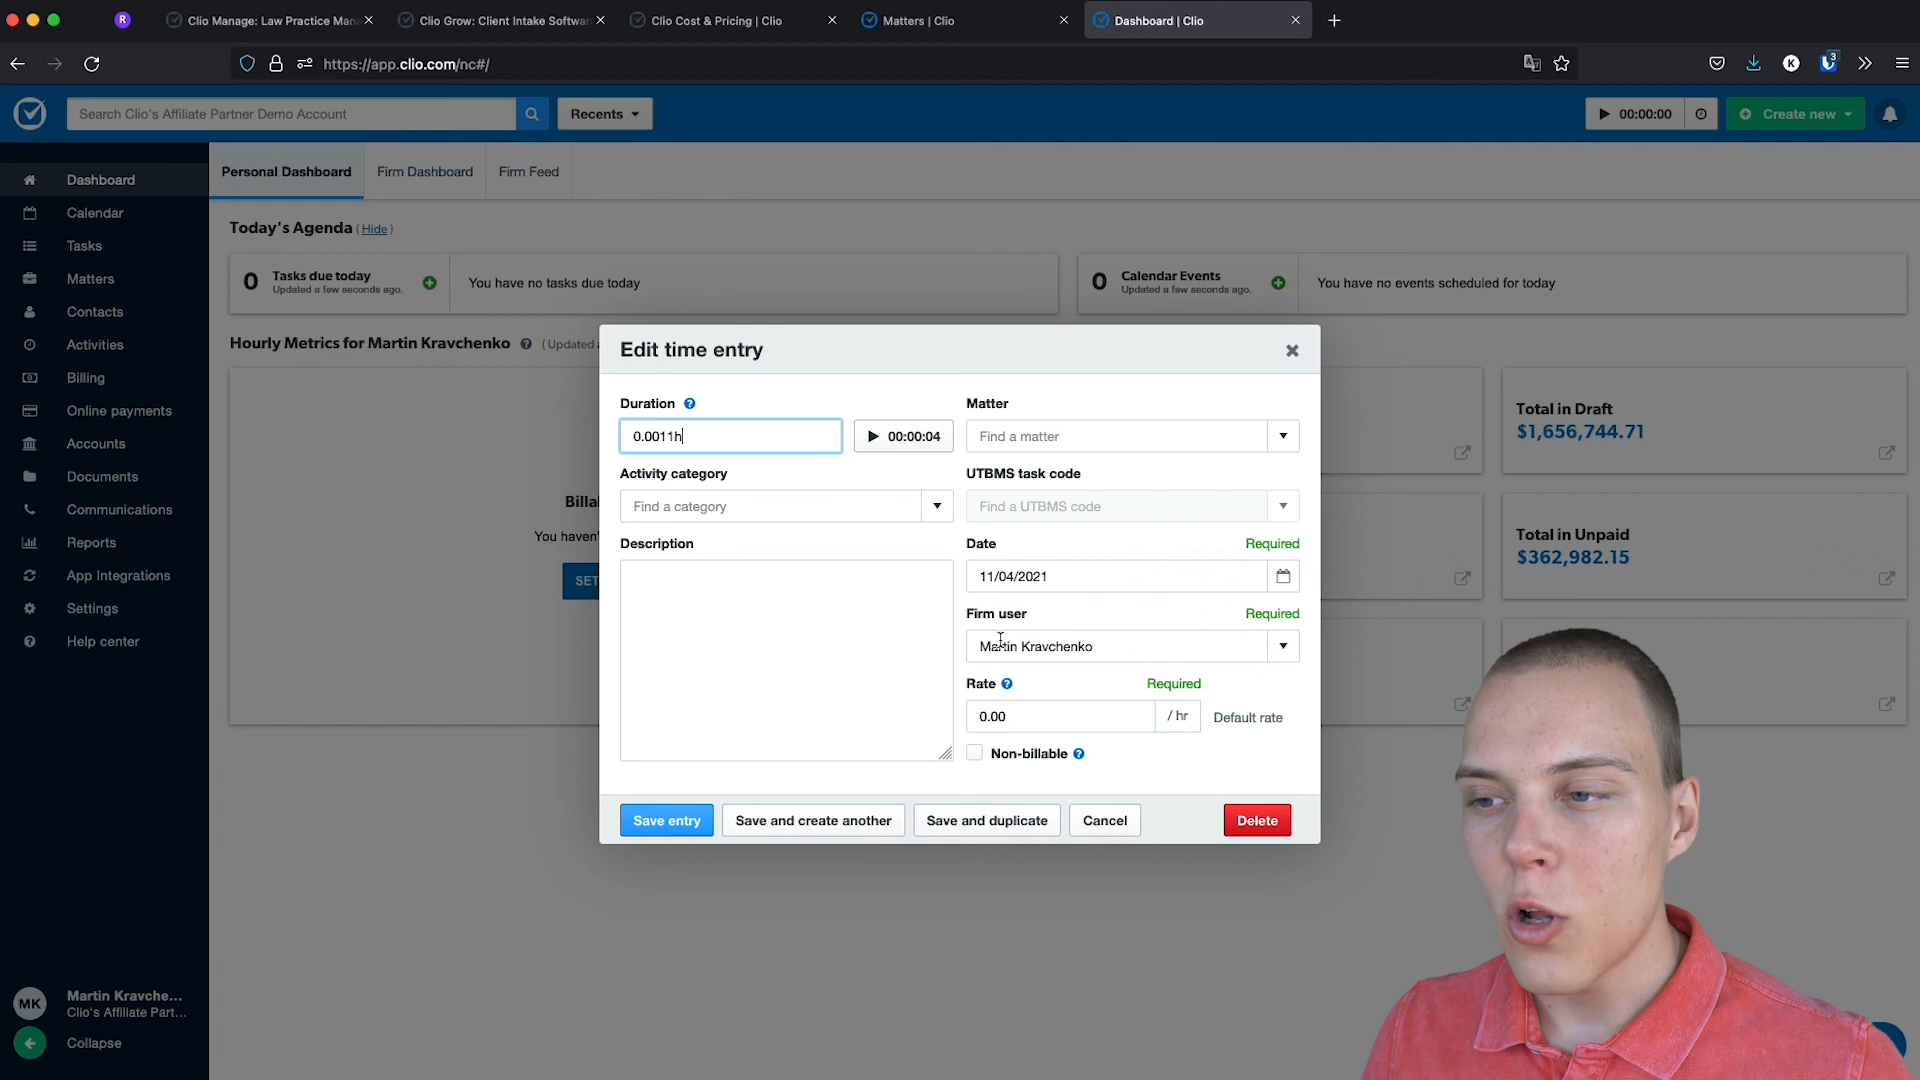 R
Clio Manage: Law Practice Man
Clio Grow: Client Intake Softwar
Clio Cost & Pricing | Clio
Matters | Clio
Dashboard | Clio
https://app.clio.com/nc#/
K
3
Search Clio's Affiliate Partner Demo Account
Recents
00:00:00
Create new
Dashboard
Calendar
Tasks
Matters
Contacts
Activities
Billing
Online payments
Accounts
Documents
Communications
Reports
App Integrations
Settings
Help center
MK
Martin Kravche...
Clio's Affiliate Part...
Collapse
Personal Dashboard
Firm Dashboard
Firm Feed
Today's Agenda (Hide)
0
Tasks due today
Updated a few seconds ago.
You have no tasks due today
0
Calendar Events
Updated a few seconds ago.
You have no events scheduled for today
Hourly Metrics for Martin Kravchenko
(Updated
Billa
You haven'
SET
Total in Draft
$1,656,744.71
Total in Unpaid
$362,982.15
Edit time entry
Duration
0.0011h
00:00:04
Matter
Find a matter
Activity category
Find a category
UTBMS task code
Find a UTBMS code
Description
Date
Required
11/04/2021
Firm user
Required
Martin Kravchenko
Rate
Required
0.00
/ hr
Default rate
Non-billable
Save entry
Save and create another
Save and duplicate
Cancel
Delete